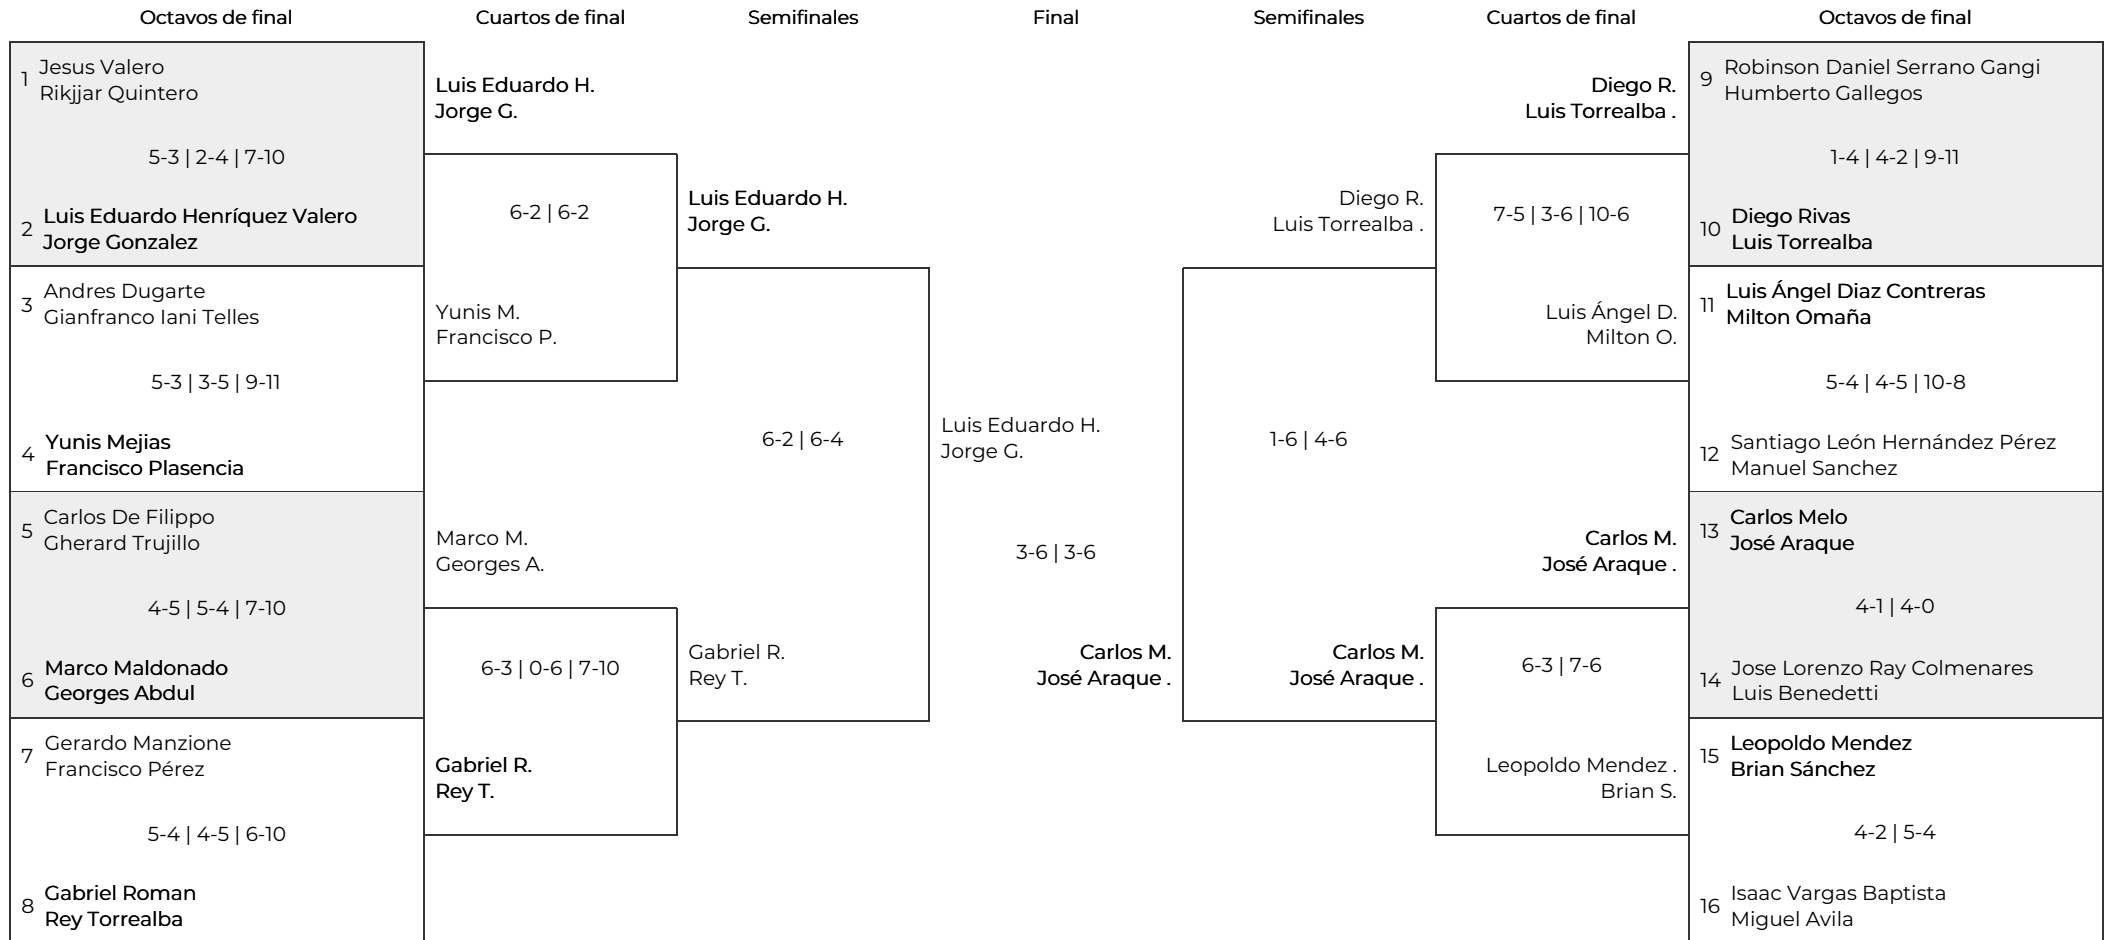 Octavos de final
Cuartos de final
Semifinales
Final
Semifinales
Cuartos de final
Octavos de final
1
Jesus Valero
Rikjjar Quintero
5-3 | 2-4 | 7-10
2
Luis Eduardo Henríquez Valero
Jorge Gonzalez
3
Andres Dugarte
Gianfranco Iani Telles
5-3 | 3-5 | 9-11
4
Yunis Mejias
Francisco Plasencia
5
Carlos De Filippo
Gherard Trujillo
4-5 | 5-4 | 7-10
6
Marco Maldonado
Georges Abdul
7
Gerardo Manzione
Francisco Pérez
5-4 | 4-5 | 6-10
8
Gabriel Roman
Rey Torrealba
Luis Eduardo H.
Jorge G.
6-2 | 6-2
Yunis M.
Francisco P.
Marco M.
Georges A.
6-3 | 0-6 | 7-10
Gabriel R.
Rey T.
Luis Eduardo H.
Jorge G.
6-2 | 6-4
Gabriel R.
Rey T.
Luis Eduardo H.
Jorge G.
3-6 | 3-6
Carlos M.
José Araque .
Diego R.
Luis Torrealba .
1-6 | 4-6
Carlos M.
José Araque .
Diego R.
Luis Torrealba .
7-5 | 3-6 | 10-6
Luis Ángel D.
Milton O.
Carlos M.
José Araque .
6-3 | 7-6
Leopoldo Mendez .
Brian S.
9
Robinson Daniel Serrano Gangi
Humberto Gallegos
1-4 | 4-2 | 9-11
10
Diego Rivas
Luis Torrealba
11
Luis Ángel Diaz Contreras
Milton Omaña
5-4 | 4-5 | 10-8
12
Santiago León Hernández Pérez
Manuel Sanchez
13
Carlos Melo
José Araque
4-1 | 4-0
14
Jose Lorenzo Ray Colmenares
Luis Benedetti
15
Leopoldo Mendez
Brian Sánchez
4-2 | 5-4
16
Isaac Vargas Baptista
Miguel Avila